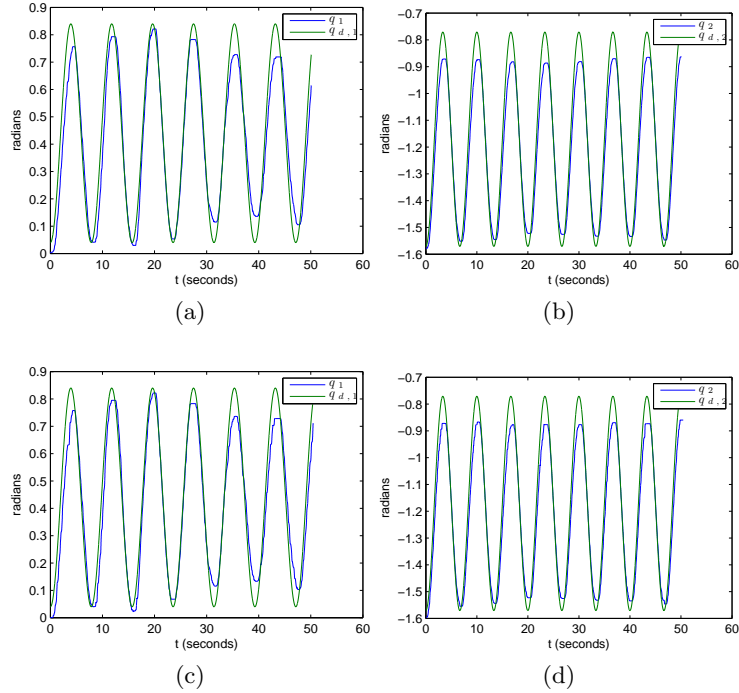 q 1
q d , 1
0.9
0.8
0.7
0.6
0.5
0.4
0.3
0.2
0.1
0
radians
0 10 20 30 40 50 60
t (seconds)
(a)
q 2
q d , 2
−0.7
−0.8
−0.9
−1
−1.1
−1.2
−1.3
−1.4
−1.5
−1.6
radians
0 10 20 30 40 50 60
t (seconds)
(b)
q 1
q d , 1
0.9
0.8
0.7
0.6
0.5
0.4
0.3
0.2
0.1
0
radians
0 10 20 30 40 50 60
t (seconds)
(c)
q 2
q d , 2
−0.7
−0.8
−0.9
−1
−1.1
−1.2
−1.3
−1.4
−1.5
−1.6
radians
0 10 20 30 40 50 60
t (seconds)
(d)